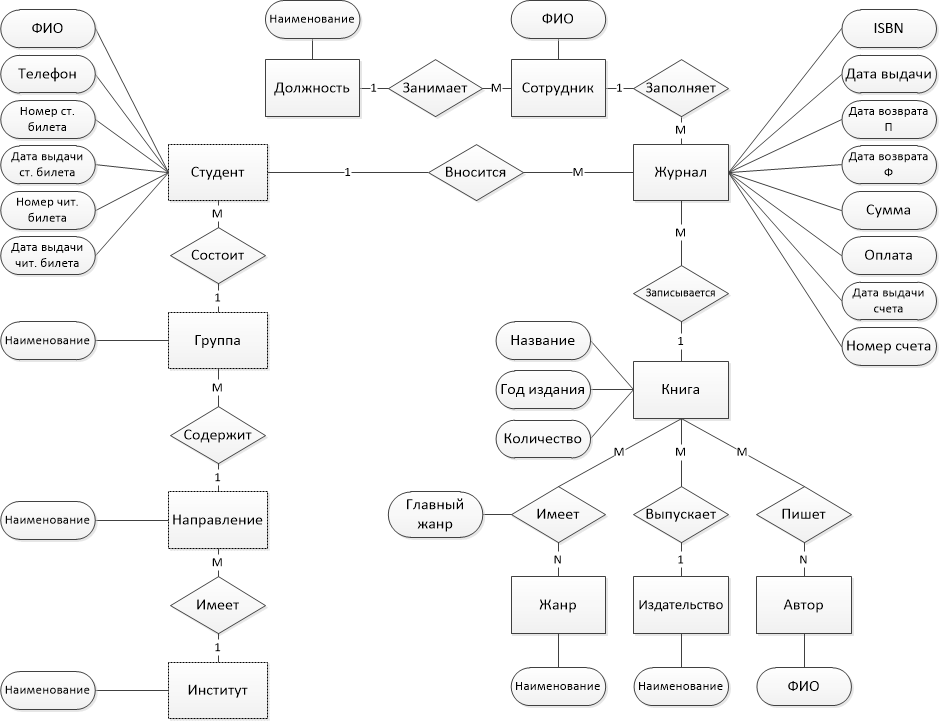 ФИО
Телефон
Номер ст.
билета
Дата выдачи
ст. билета
Номер чит.
билета
Дата выдачи
чит. билета
Наименование
Должность
1
Занимает
М
ФИО
Сотрудник
1
Заполняет
М
Студент
1
Вносится
М
Журнал
ISBN
Дата выдачи
Дата возврата
П
Дата возврата
Ф
Сумма
Оплата
Дата выдачи
счета
Номер счета
М
Состоит
1
Наименование
Группа
М
Содержит
1
Наименование
Направление
М
Имеет
1
Наименование
Институт
М
Записывается
1
Название
Год издания
Количество
Книга
М
М
М
Главный
жанр
Имеет
Выпускает
Пишет
N
1
N
Жанр
Издательство
Автор
Наименование
Наименование
ФИО